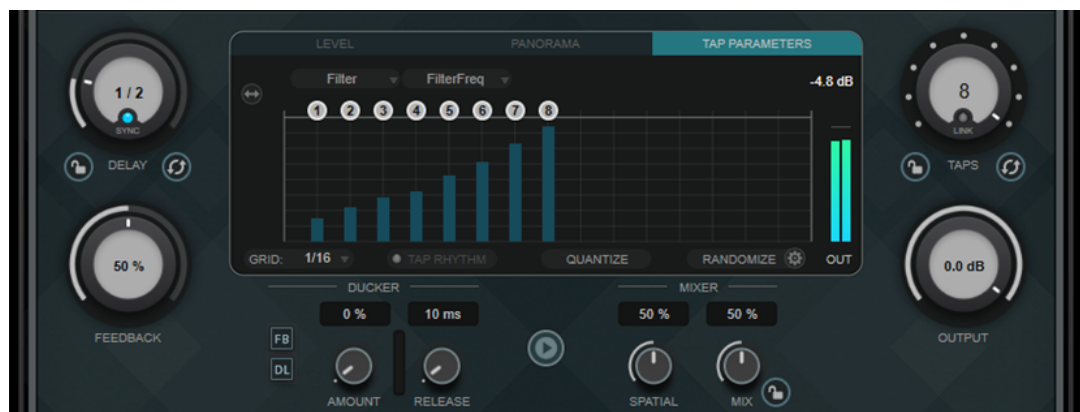 LEVEL PANORAMA TAP PARAMETERS
Filter FilterFreq -4.8 dB
1 2 3 4 5 6 7 8
1 / 2
SYNC
DELAY
8
LINK
TAPS
GRID: 1/16 TAP RHYTHM QUANTIZE RANDOMIZE OUT
50 %
FEEDBACK
0.0 dB
OUTPUT
DUCKER MIXER
0 % 10 ms 50 % 50 %
FB
DL
AMOUNT RELEASE SPATIAL MIX